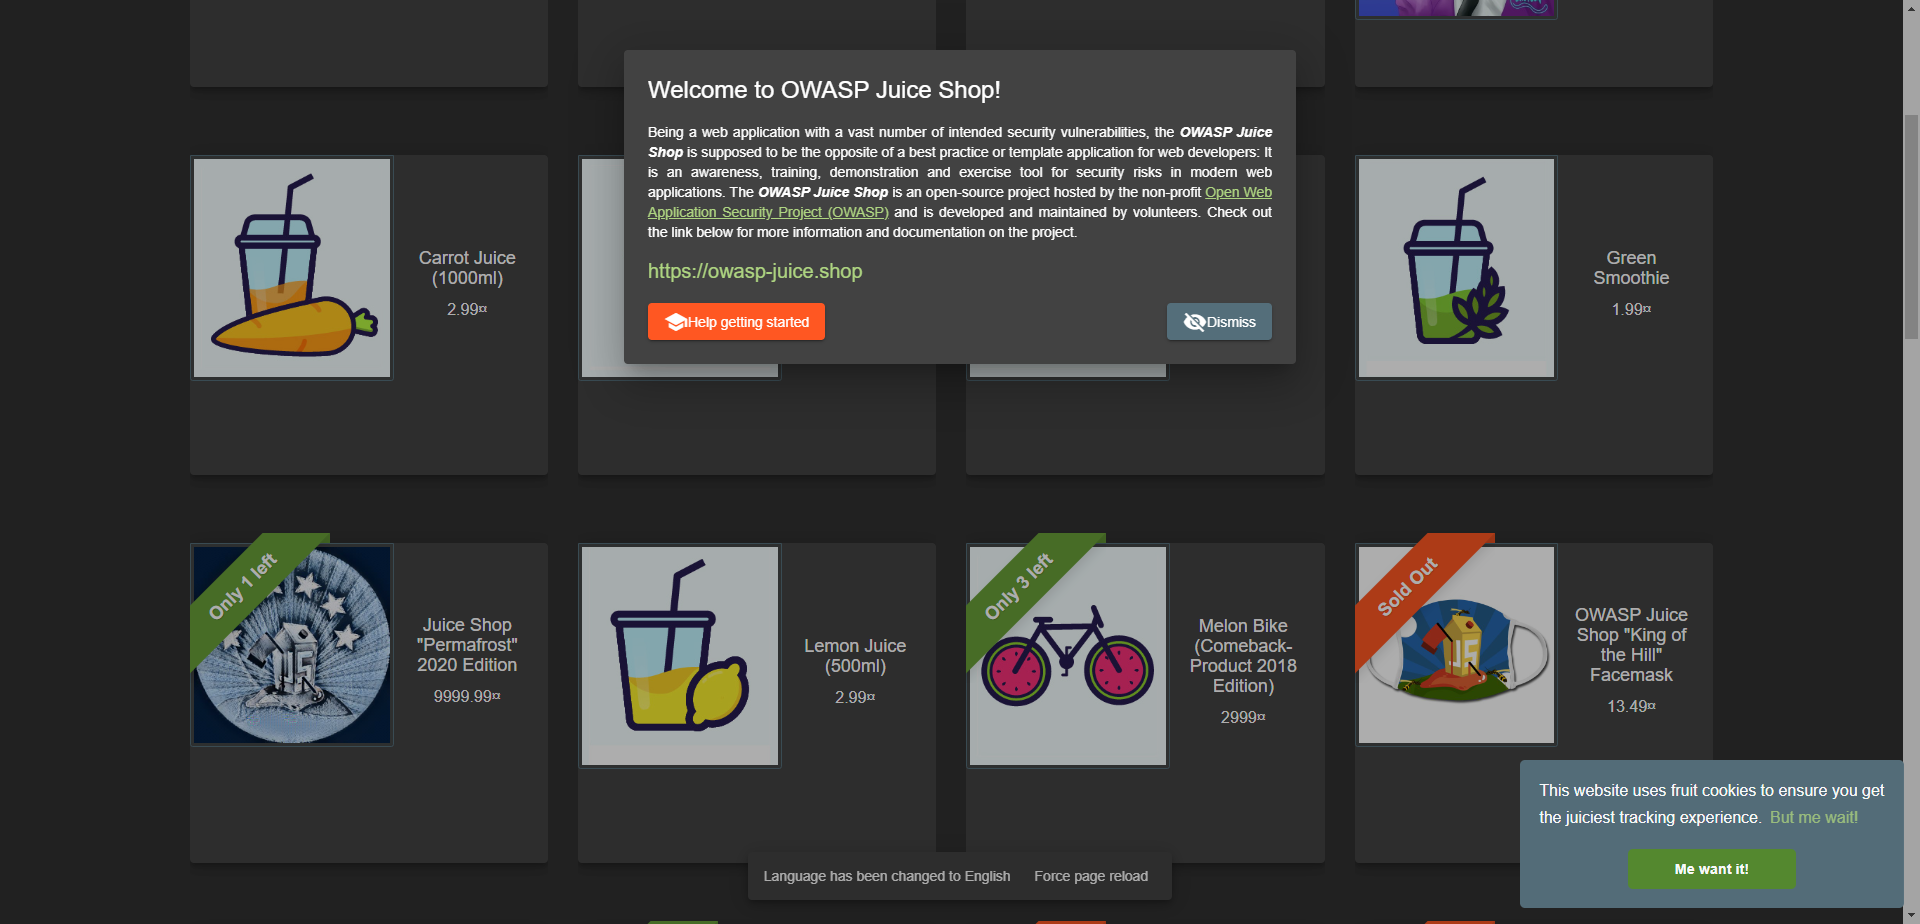 Welcome to OWASP Juice Shop!
Being a web application with a vast number of intended security vulnerabilities, the OWASP Juice
Shop is supposed to be the opposite of a best practice or template application for web developers: It
is an awareness, training, demonstration and exercise tool for security risks in modern web
applications. The OWASP Juice Shop is an open-source project hosted by the non-profit Open Web
Application Security Project (OWASP) and is developed and maintained by volunteers. Check out
the link below for more information and documentation on the project.
https://owasp-juice.shop
Help getting started
Dismiss
Carrot Juice
(1000ml)
2.99¤
Green
Smoothie
1.99¤
Only 1 left
Juice Shop
"Permafrost"
2020 Edition
9999.99¤
Lemon Juice
(500ml)
2.99¤
Only 3 left
Melon Bike
(Comeback-
Product 2018
Edition)
2999¤
Sold Out
OWASP Juice
Shop "King of
the Hill"
Facemask
13.49¤
This website uses fruit cookies to ensure you get
the juiciest tracking experience. But me wait!
Me want it!
Language has been changed to English
Force page reload